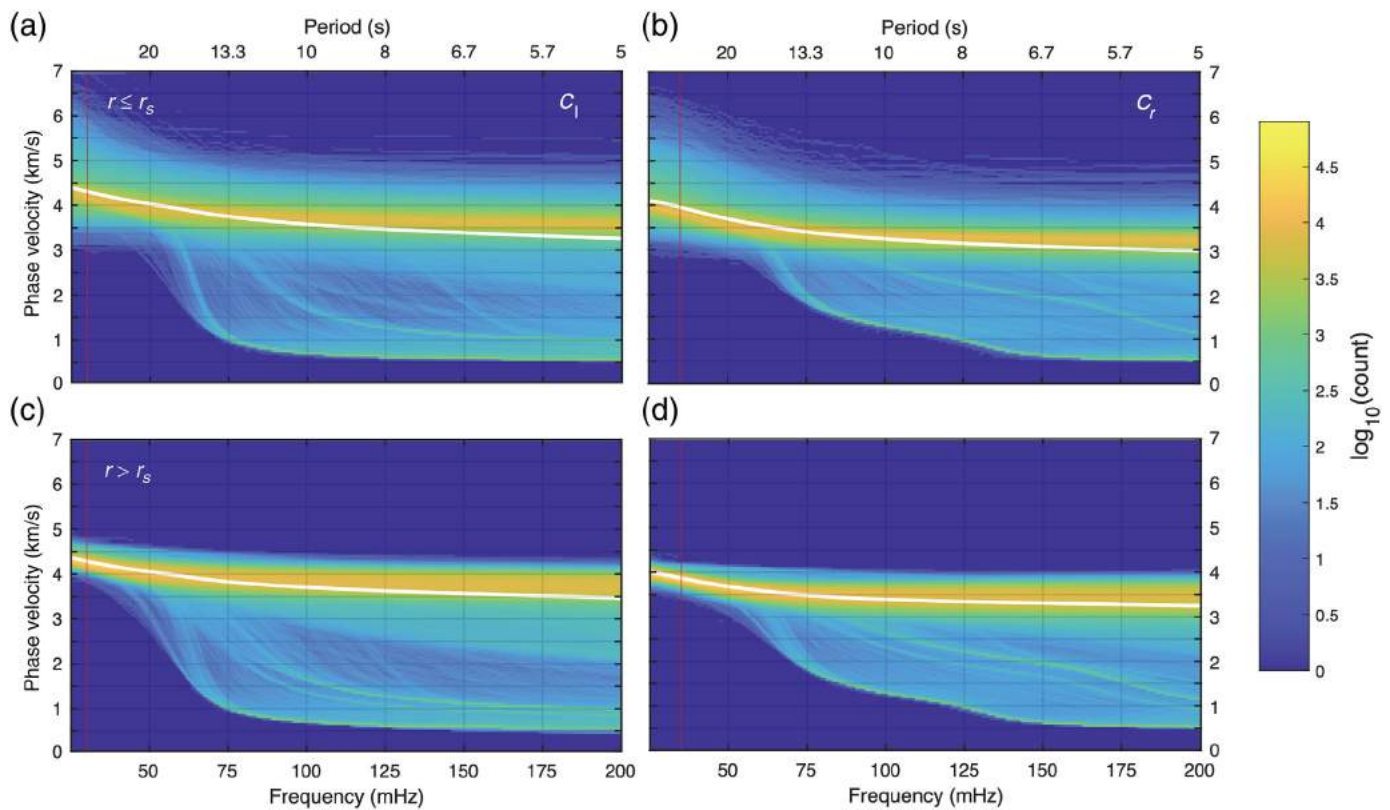 (a) (b)
Period (s) Period (s)
20 13.3 10 8 6.7 5.7 5 20 13.3 10 8 6.7 5.7 5
7 7
r ≤ r_s C_l C_r
6 6
5 5
4 4
3 3
2 2
1 1
0 0
Phase velocity (km/s)
(c) (d)
7 7
r > r_s
6 6
5 5
4 4
3 3
2 2
1 1
0 0
Phase velocity (km/s)
50 75 100 125 150 175 200 50 75 100 125 150 175 200
Frequency (mHz) Frequency (mHz)
4.5
4
3.5
3
2.5
2
1.5
1
0.5
0
log10(count)